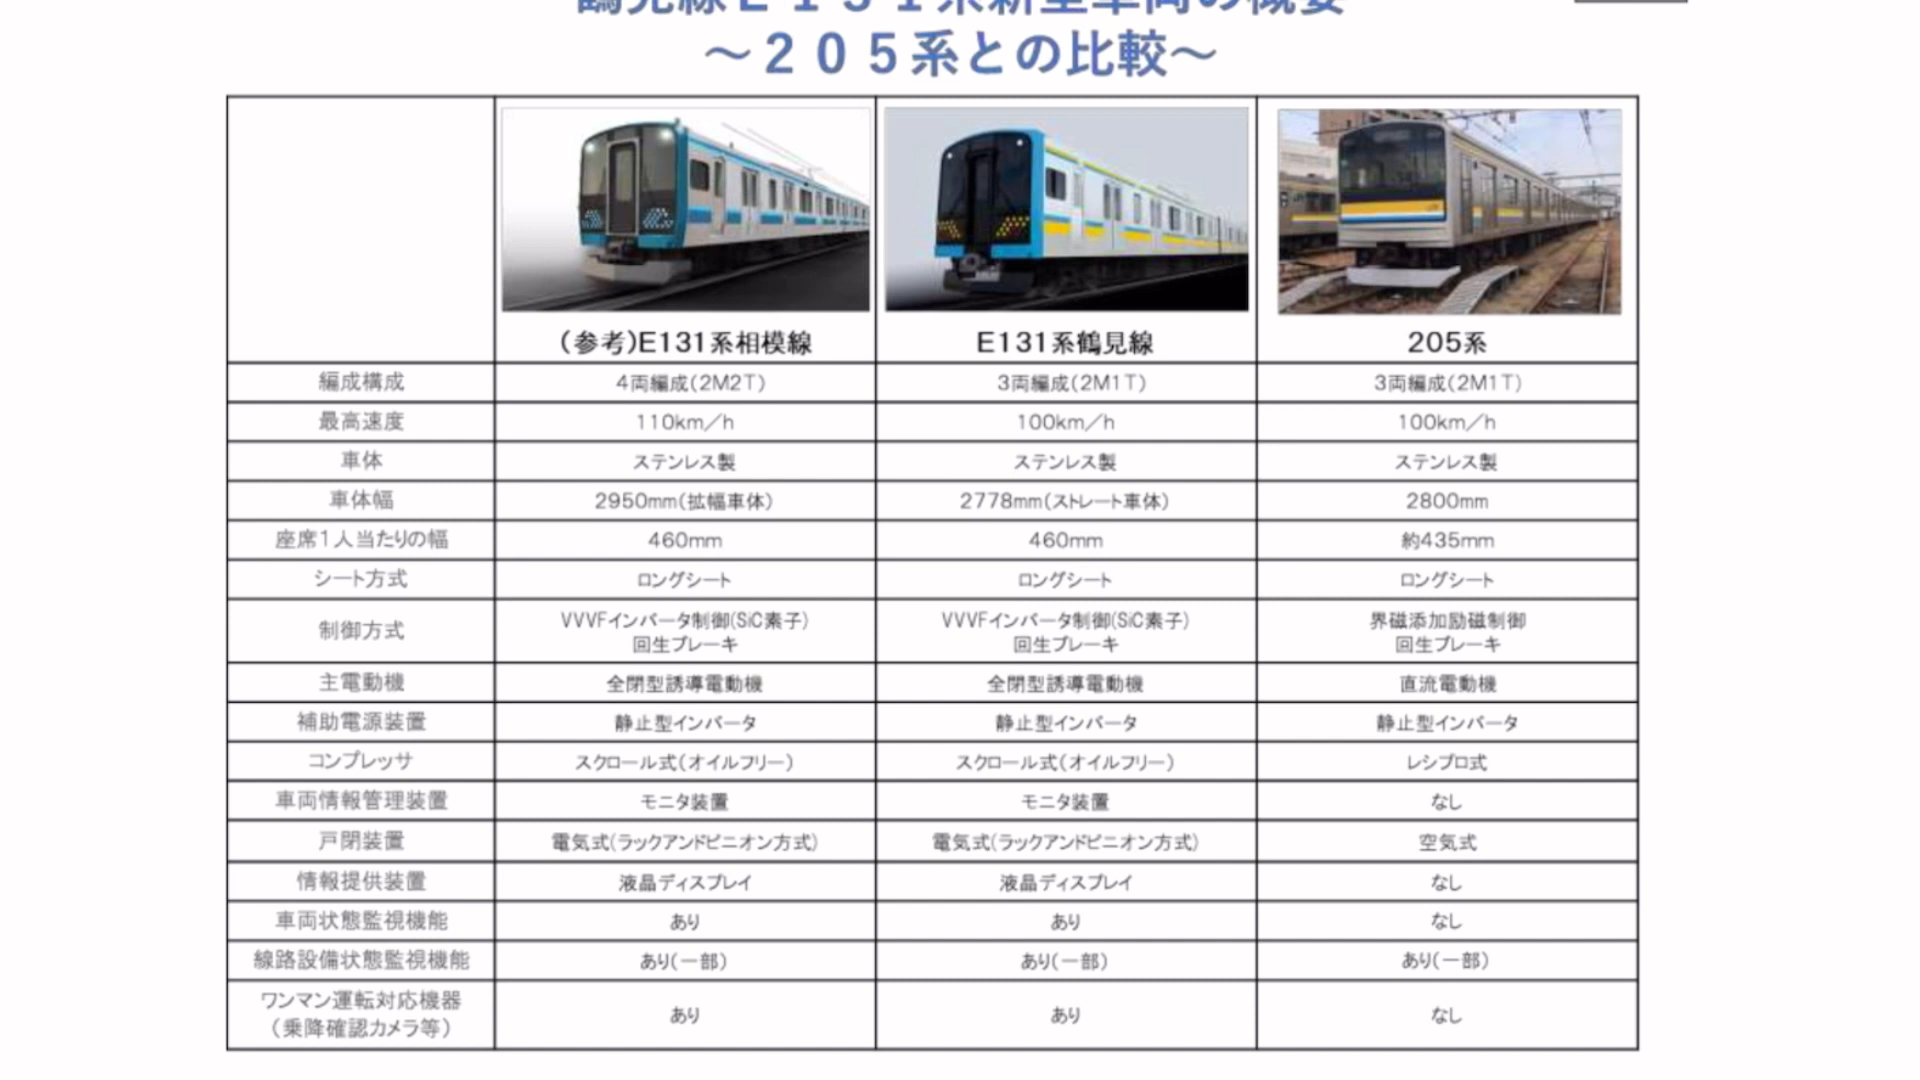 鶴見線E131系新型車両の概要
～205系との比較～
(参考)E131系相模線 E131系鶴見線 205系
編成構成 4両編成(2M2T) 3両編成(2M1T) 3両編成(2M1T)
最高速度 110km/h 100km/h 100km/h
車体 ステンレス製 ステンレス製 ステンレス製
車体幅 2950mm(拡幅車体) 2778mm(ストレート車体) 2800mm
座席1人当たりの幅 460mm 460mm 約435mm
シート方式 ロングシート ロングシート ロングシート
制御方式 VVVFインバータ制御(SiC素子) VVVFインバータ制御(SiC素子) 界磁添加励磁制御
回生ブレーキ 回生ブレーキ 回生ブレーキ
主電動機 全閉型誘導電動機 全閉型誘導電動機 直流電動機
補助電源装置 静止型インバータ 静止型インバータ 静止型インバータ
コンプレッサ スクロール式(オイルフリー) スクロール式(オイルフリー) レシプロ式
車両情報管理装置 モニタ装置 モニタ装置 なし
戸閉装置 電気式(ラックアンドピニオン方式) 電気式(ラックアンドピニオン方式) 空気式
情報提供装置 液晶ディスプレイ 液晶ディスプレイ なし
車両状態監視機能 あり あり なし
線路設備状態監視機能 あり(一部) あり(一部) あり(一部)
ワンマン運転対応機器
(乗降確認カメラ等) あり あり なし